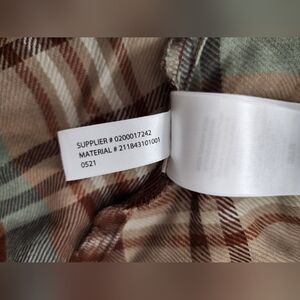 SUPPLIER # 0200017242
MATERIAL # 211843101001
0521